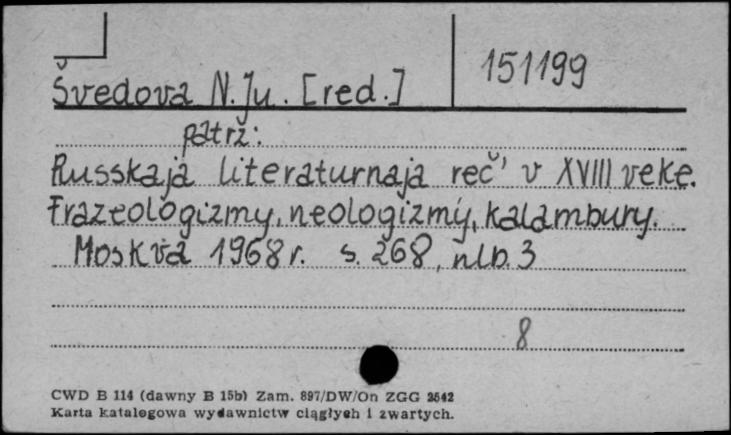 151199
Švedova N. Ju. [red.]
patrz:
Russkaja literaturnaja reč' v XVIII veke.
Frazeologizmy, neologizmy, kalambury.
Moskva 1968 r. s. 268, nlb. 3
8
CWD B 114 (dawny B 15b) Zam. 897/DW/On ZGG 2542
Karta katalogowa wydawnictw ciągłych i zwartych.